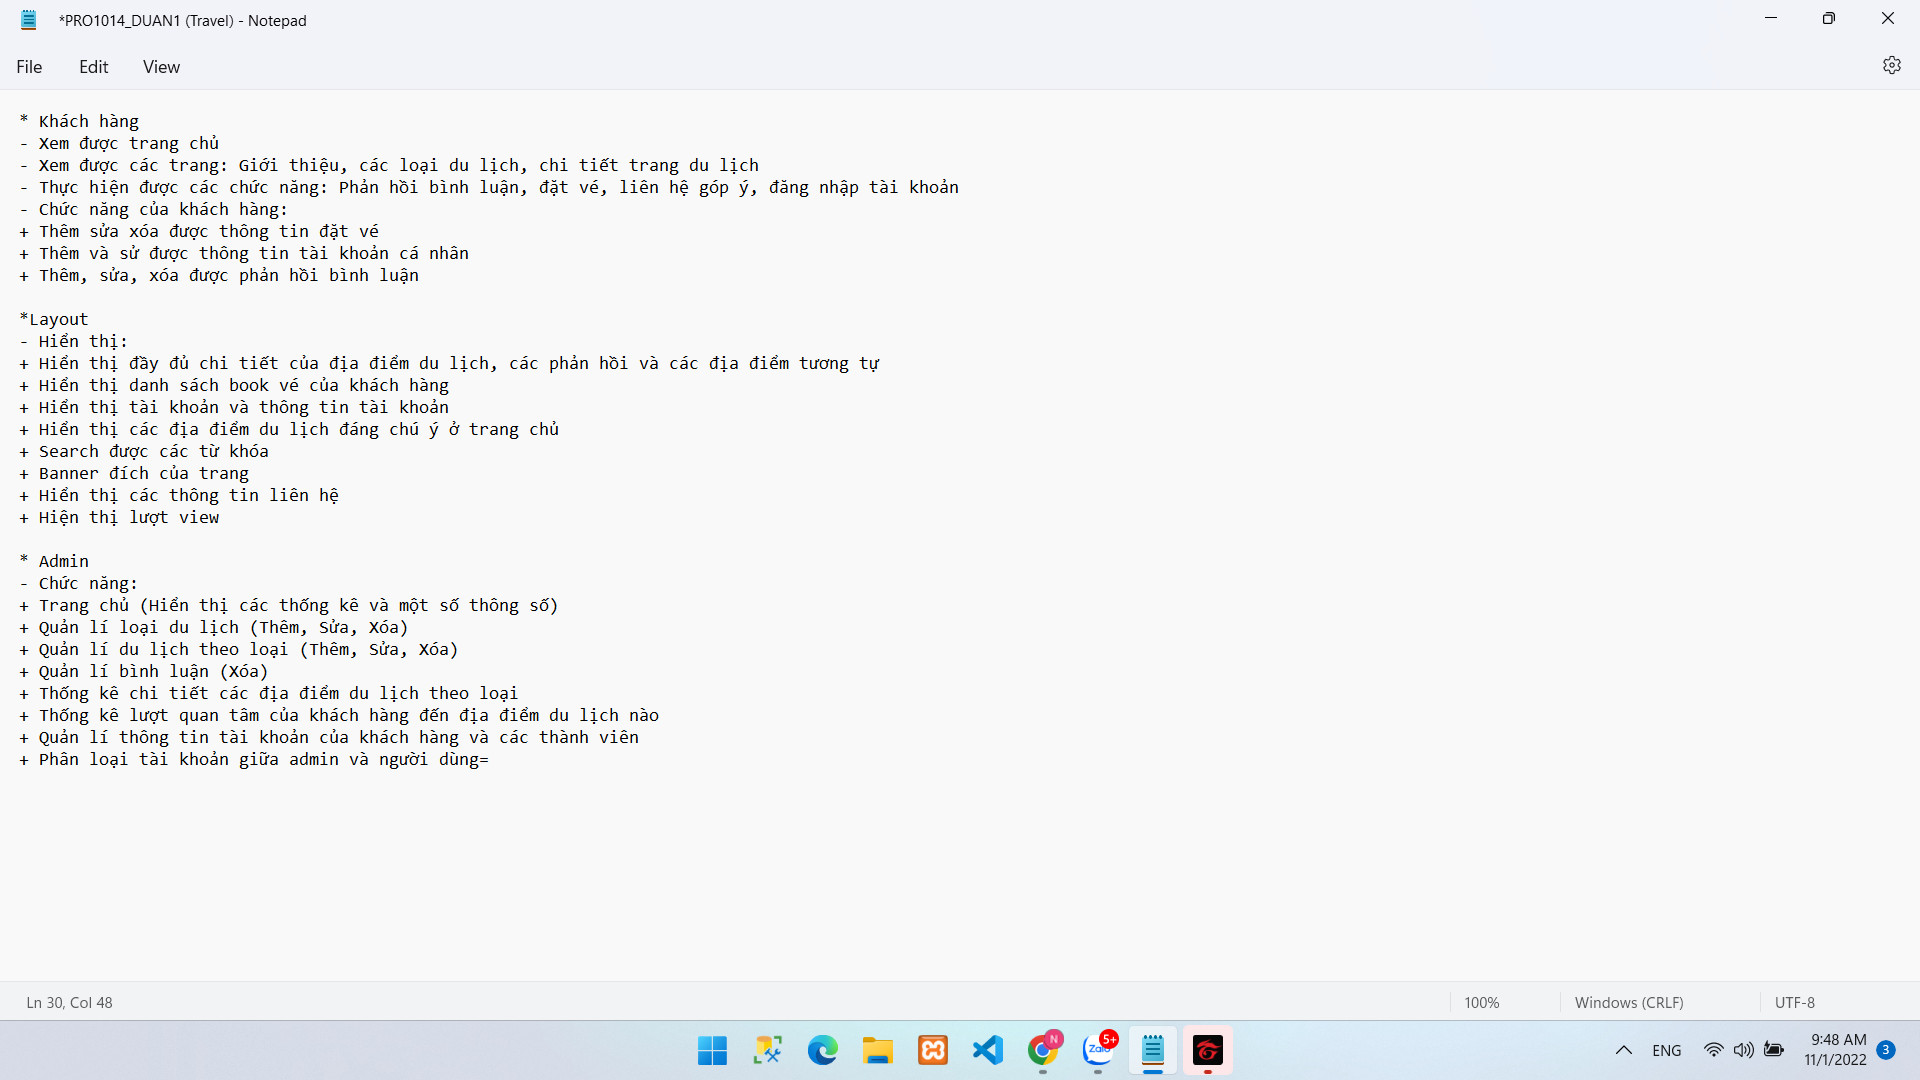 *PRO1014_DUAN1 (Travel) - Notepad
File Edit View
* Khách hàng
- Xem được trang chủ
- Xem được các trang: Giới thiệu, các loại du lịch, chi tiết trang du lịch
- Thực hiện được các chức năng: Phản hồi bình luận, đặt vé, liên hệ góp ý, đăng nhập tài khoản
- Chức năng của khách hàng:
+ Thêm sửa xóa được thông tin đặt vé
+ Thêm và sử được thông tin tài khoản cá nhân
+ Thêm, sửa, xóa được phản hồi bình luận
*Layout
- Hiển thị:
+ Hiển thị đầy đủ chi tiết của địa điểm du lịch, các phản hồi và các địa điểm tương tự
+ Hiển thị danh sách book vé của khách hàng
+ Hiển thị tài khoản và thông tin tài khoản
+ Hiển thị các địa điểm du lịch đáng chú ý ở trang chủ
+ Search được các từ khóa
+ Banner đích của trang
+ Hiển thị các thông tin liên hệ
+ Hiện thị lượt view
* Admin
- Chức năng:
+ Trang chủ (Hiển thị các thống kê và một số thông số)
+ Quản lí loại du lịch (Thêm, Sửa, Xóa)
+ Quản lí du lịch theo loại (Thêm, Sửa, Xóa)
+ Quản lí bình luận (Xóa)
+ Thống kê chi tiết các địa điểm du lịch theo loại
+ Thống kê lượt quan tâm của khách hàng đến địa điểm du lịch nào
+ Quản lí thông tin tài khoản của khách hàng và các thành viên
+ Phân loại tài khoản giữa admin và người dùng=
Ln 30, Col 48 100% Windows (CRLF) UTF-8
N Zalo 5+ ENG 9:48 AM 3
11/1/2022